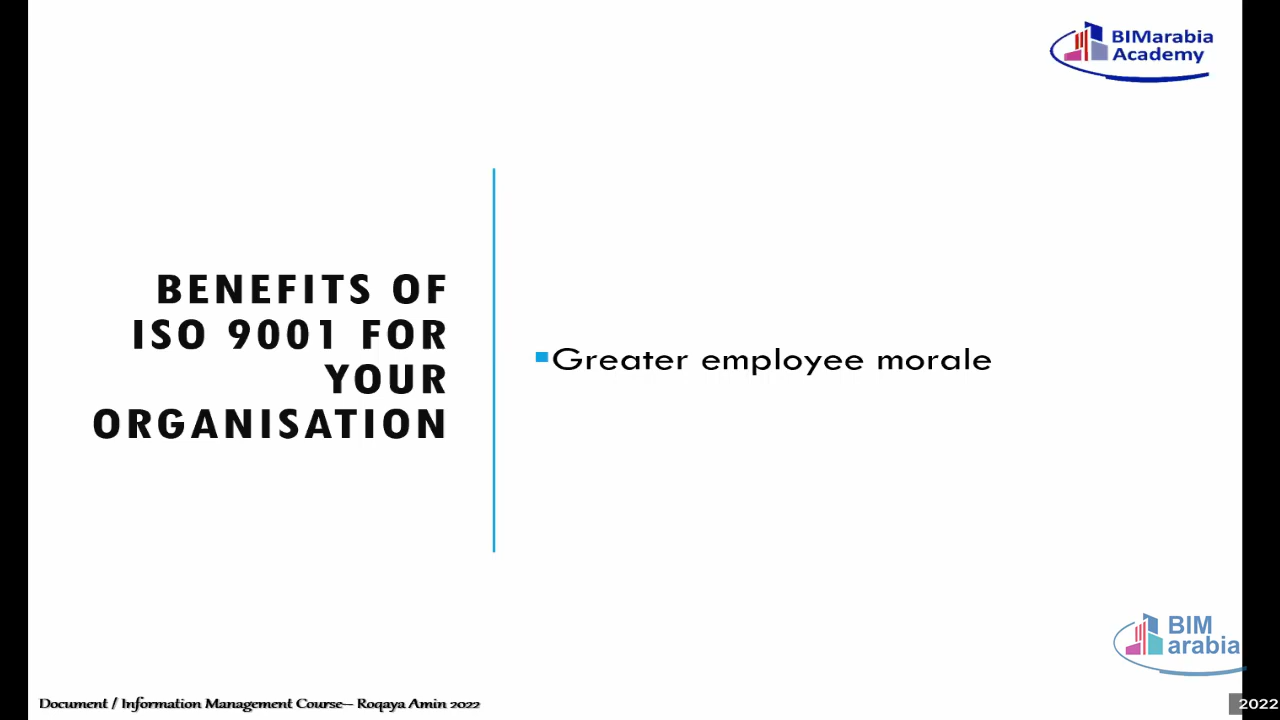 BIMarabia
Academy
BENEFITS OF
ISO 9001 FOR
YOUR
ORGANISATION
Greater employee morale
BIM
arabia
Document / Information Management Course– Roqaya Amin 2022
2022